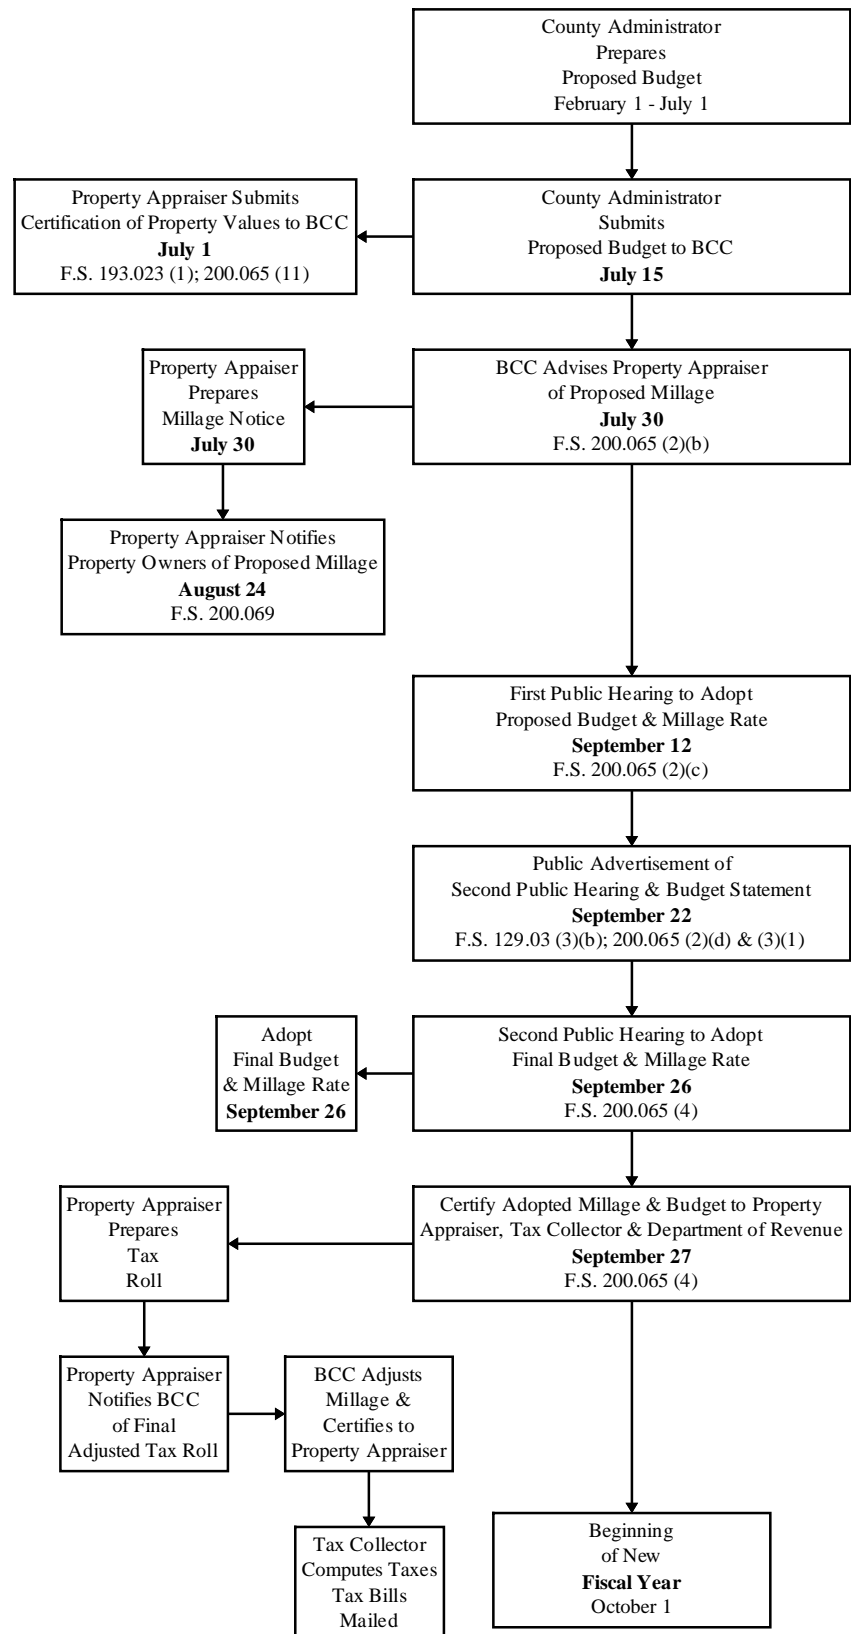 County Administrator
Prepares
Proposed Budget
February 1 - July 1
Property Appraiser Submits
Certification of Property Values to BCC
July 1
F.S. 193.023 (1); 200.065 (11)
County Administrator
Submits
Proposed Budget to BCC
July 15
Property Appaiser
Prepares
Millage Notice
July 30
BCC Advises Property Appraiser
of Proposed Millage
July 30
F.S. 200.065 (2)(b)
Property Appraiser Notifies
Property Owners of Proposed Millage
August 24
F.S. 200.069
First Public Hearing to Adopt
Proposed Budget & Millage Rate
September 12
F.S. 200.065 (2)(c)
Public Advertisement of
Second Public Hearing & Budget Statement
September 22
F.S. 129.03 (3)(b); 200.065 (2)(d) & (3)(1)
Adopt
Final Budget
& Millage Rate
September 26
Second Public Hearing to Adopt
Final Budget & Millage Rate
September 26
F.S. 200.065 (4)
Property Appraiser
Prepares
Tax
Roll
Certify Adopted Millage & Budget to Property
Appraiser, Tax Collector & Department of Revenue
September 27
F.S. 200.065 (4)
Property Appraiser
Notifies BCC
of Final
Adjusted Tax Roll
BCC Adjusts
Millage &
Certifies to
Property Appraiser
Tax Collector
Computes Taxes
Tax Bills
Mailed
Beginning
of New
Fiscal Year
October 1